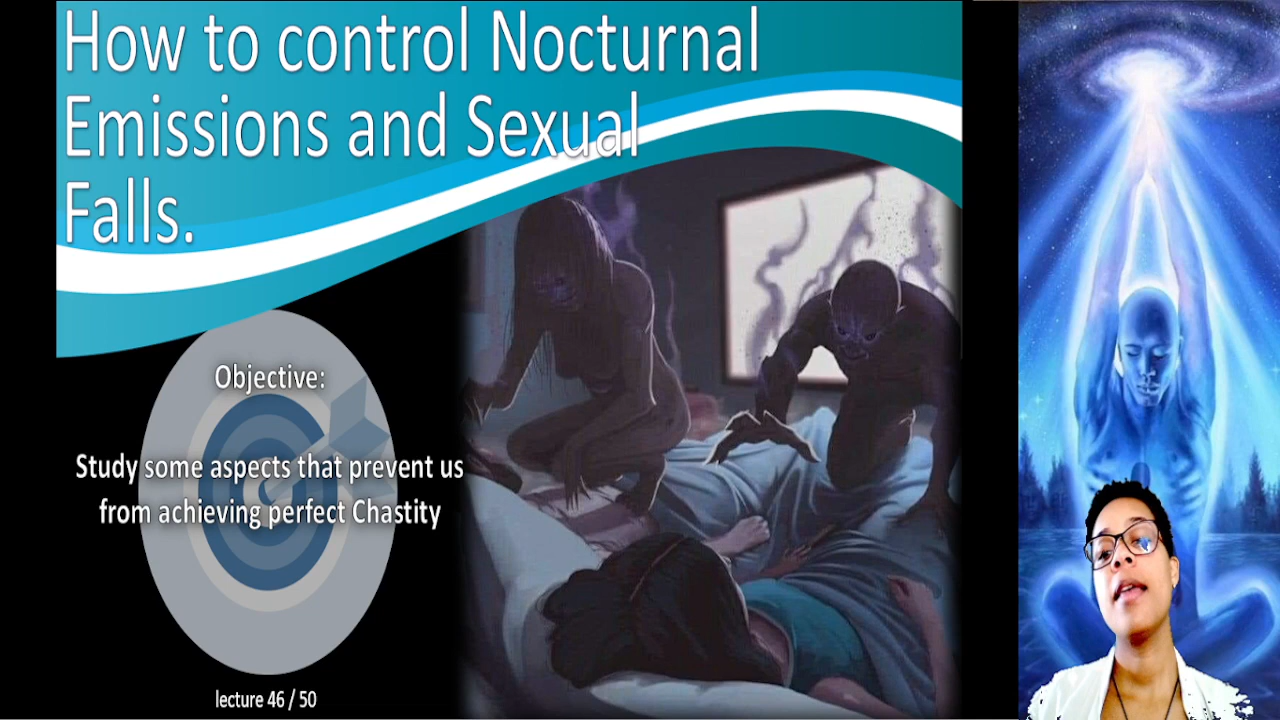 How to control Nocturnal
Emissions and Sexual
Falls.
Objective:
Study some aspects that prevent us
from achieving perfect Chastity
lecture 46 / 50